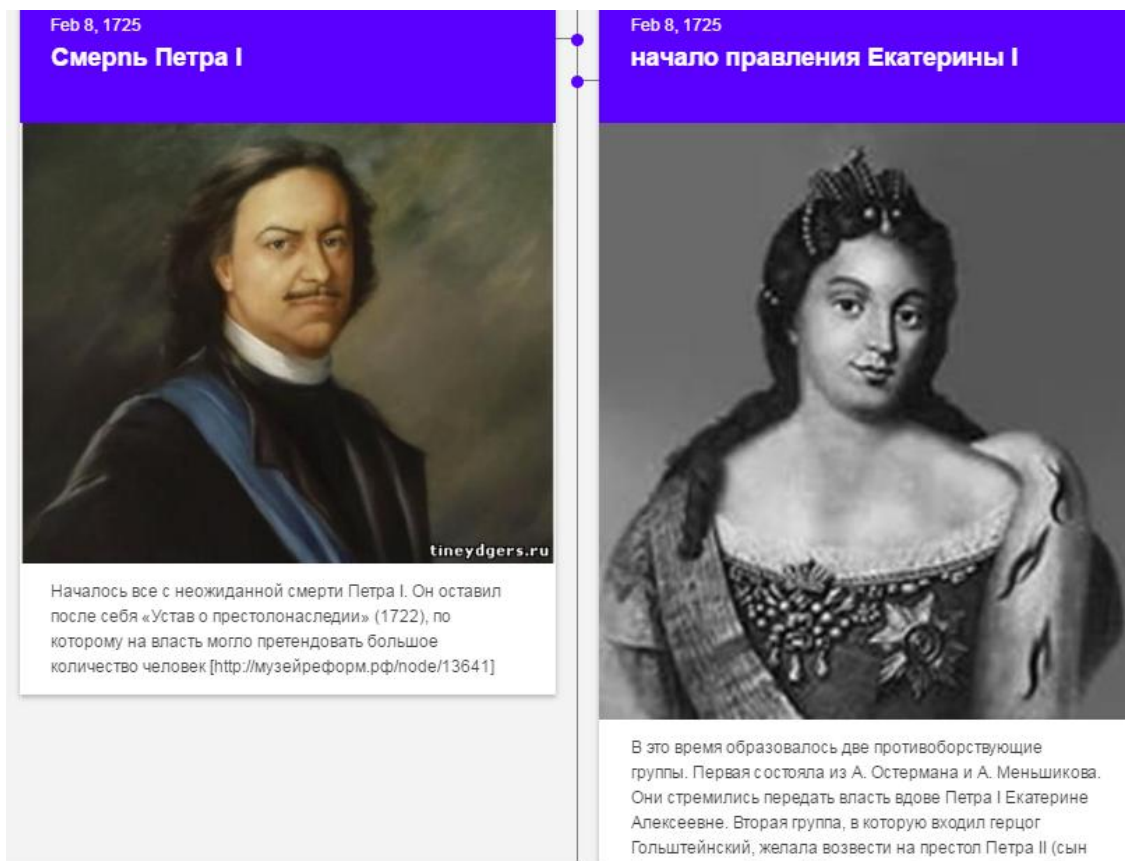 Feb 8, 1725
Смерпь Петра I
tineydgers.ru
Началось все с неожиданной смерти Петра I. Он оставил
после себя «Устав о престолонаследии» (1722), по
которому на власть могло претендовать большое
количество человек [http://музейреформ.рф/node/13641]
Feb 8, 1725
начало правления Екатерины I
В это время образовалось две противоборствующие
группы. Первая состояла из А. Остермана и А. Меньшикова.
Они стремились передать власть вдове Петра I Екатерине
Алексеевне. Вторая группа, в которую входил герцог
Гольштейнский, желала возвести на престол Петра II (сын